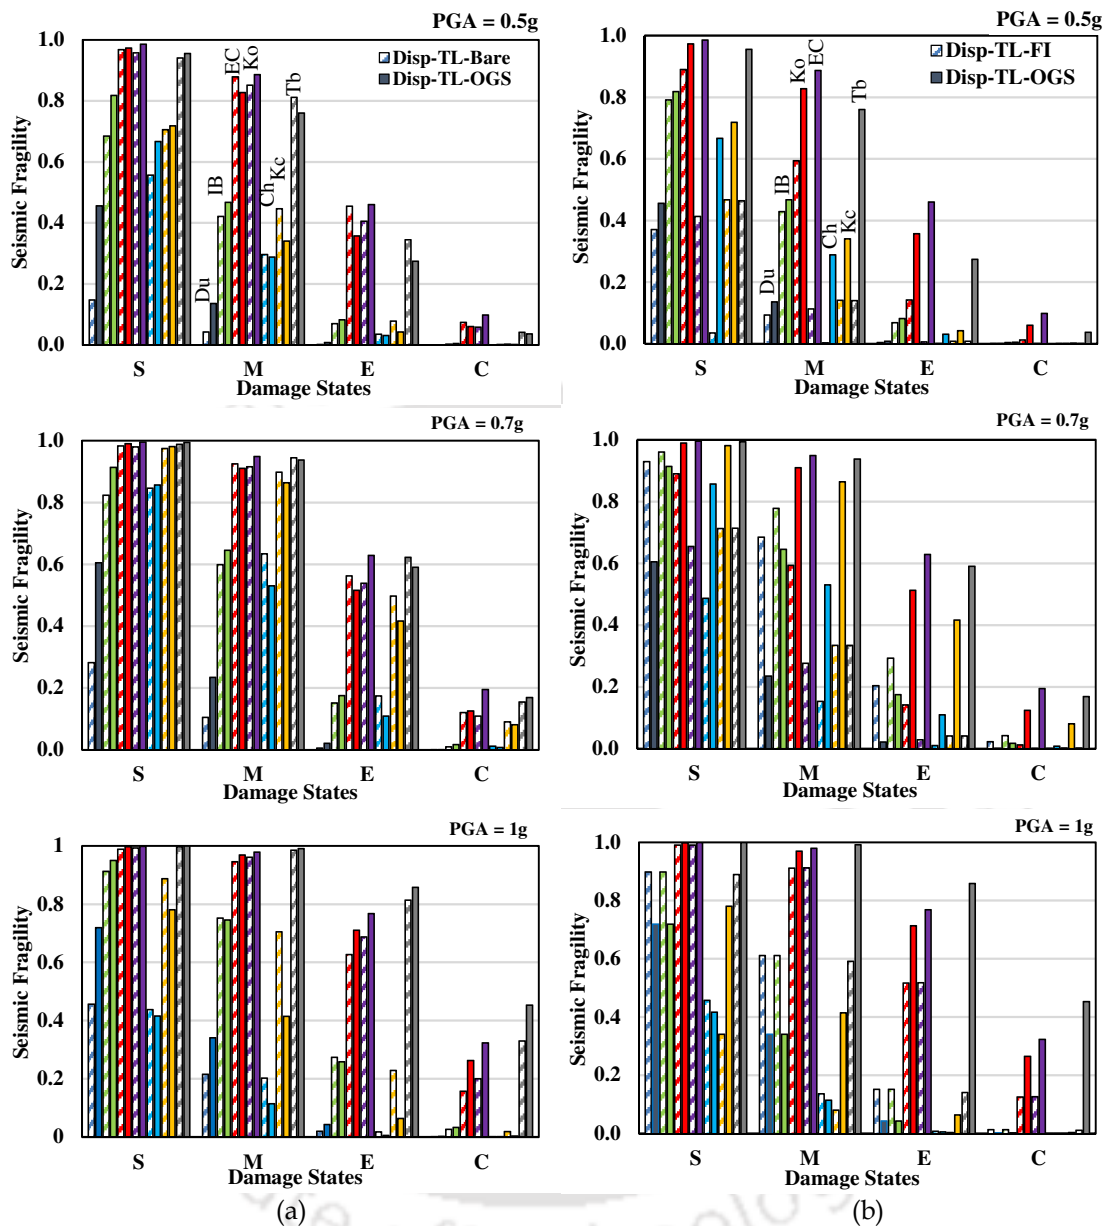 PGA = 0.5g
Seismic Fragility
1.0
0.8
0.6
0.4
0.2
0.0
Disp-TL-Bare
Disp-TL-OGS
Du
IB
EC
Ko
Ch
Kc
Tb
S M E C
Damage States
PGA = 0.5g
Seismic Fragility
1.0
0.8
0.6
0.4
0.2
0.0
Disp-TL-FI
Disp-TL-OGS
Du
IB
Ko
EC
Ch
Kc
Tb
S M E C
Damage States
PGA = 0.7g
Seismic Fragility
1.0
0.8
0.6
0.4
0.2
0.0
S M E C
Damage States
PGA = 0.7g
Seismic Fragility
1.0
0.8
0.6
0.4
0.2
0.0
S M E C
Damage States
PGA = 1g
Seismic Fragility
1
0.8
0.6
0.4
0.2
0
S M E C
Damage States
PGA = 1g
Seismic Fragility
1.0
0.8
0.6
0.4
0.2
0.0
S M E C
Damage States
(a)
(b)